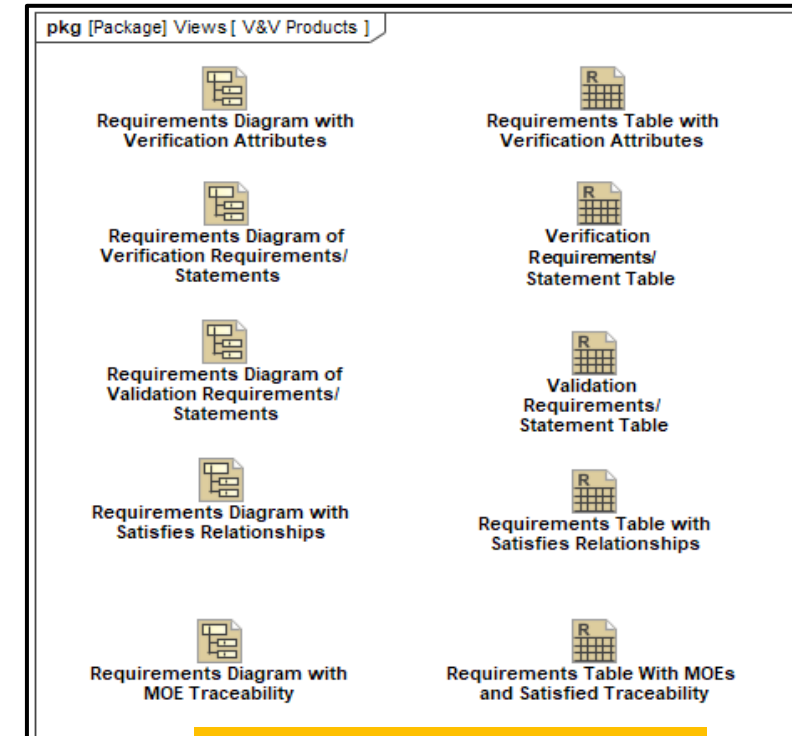 pkg [Package] Views [ V&V Products ]
Requirements Diagram with
Verification Attributes
R
Requirements Table with
Verification Attributes
Requirements Diagram of
Verification Requirements/
Statements
R
Verification
Requirements/
Statement Table
Requirements Diagram of
Validation Requirements/
Statements
R
Validation
Requirements/
Statement Table
Requirements Diagram with
Satisfies Relationships
R
Requirements Table with
Satisfies Relationships
Requirements Diagram with
MOE Traceability
R
Requirements Table With MOEs
and Satisfied Traceability